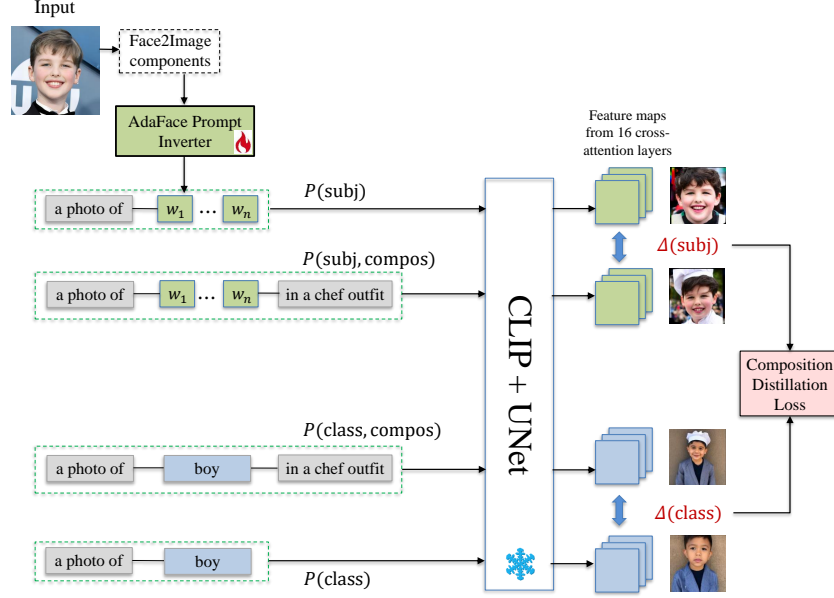 Input
Face2Image
components
AdaFace Prompt
Inverter
Feature maps
from 16 cross-
attention layers
P(subj)
a photo of w₁ ... wₙ
Δ(subj)
P(subj, compos)
a photo of w₁ ... wₙ in a chef outfit
CLIP + UNet
Composition
Distillation
Loss
P(class, compos)
a photo of boy in a chef outfit
Δ(class)
a photo of boy
P(class)